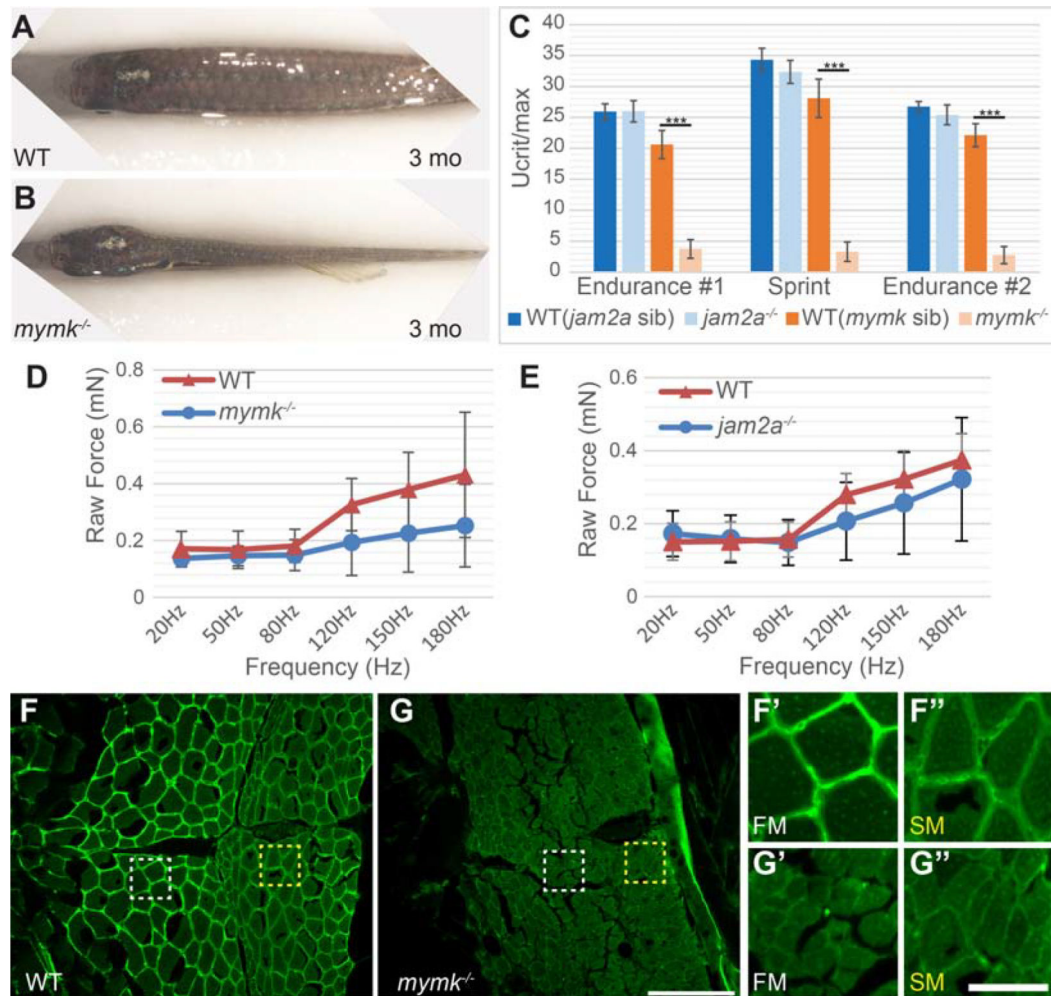 A
WT
3 mo
B
mymk-/-
3 mo
C
Ucrit/max
40
35
30
25
20
15
10
5
0
Endurance #1 Sprint Endurance #2
*** *** ***
WT(jam2a sib) jam2a-/- WT(mymk sib) mymk-/-
D
WT
mymk-/-
Raw Force (mN)
0.8
0.6
0.4
0.2
0
20Hz 50Hz 80Hz 120Hz 150Hz 180Hz
Frequency (Hz)
E
WT
jam2a-/-
Raw Force (mN)
0.6
0.4
0.2
0
20Hz 50Hz 80Hz 120Hz 150Hz 180Hz
Frequency (Hz)
F
WT
G
mymk-/-
F'
FM
F"
SM
G'
FM
G"
SM